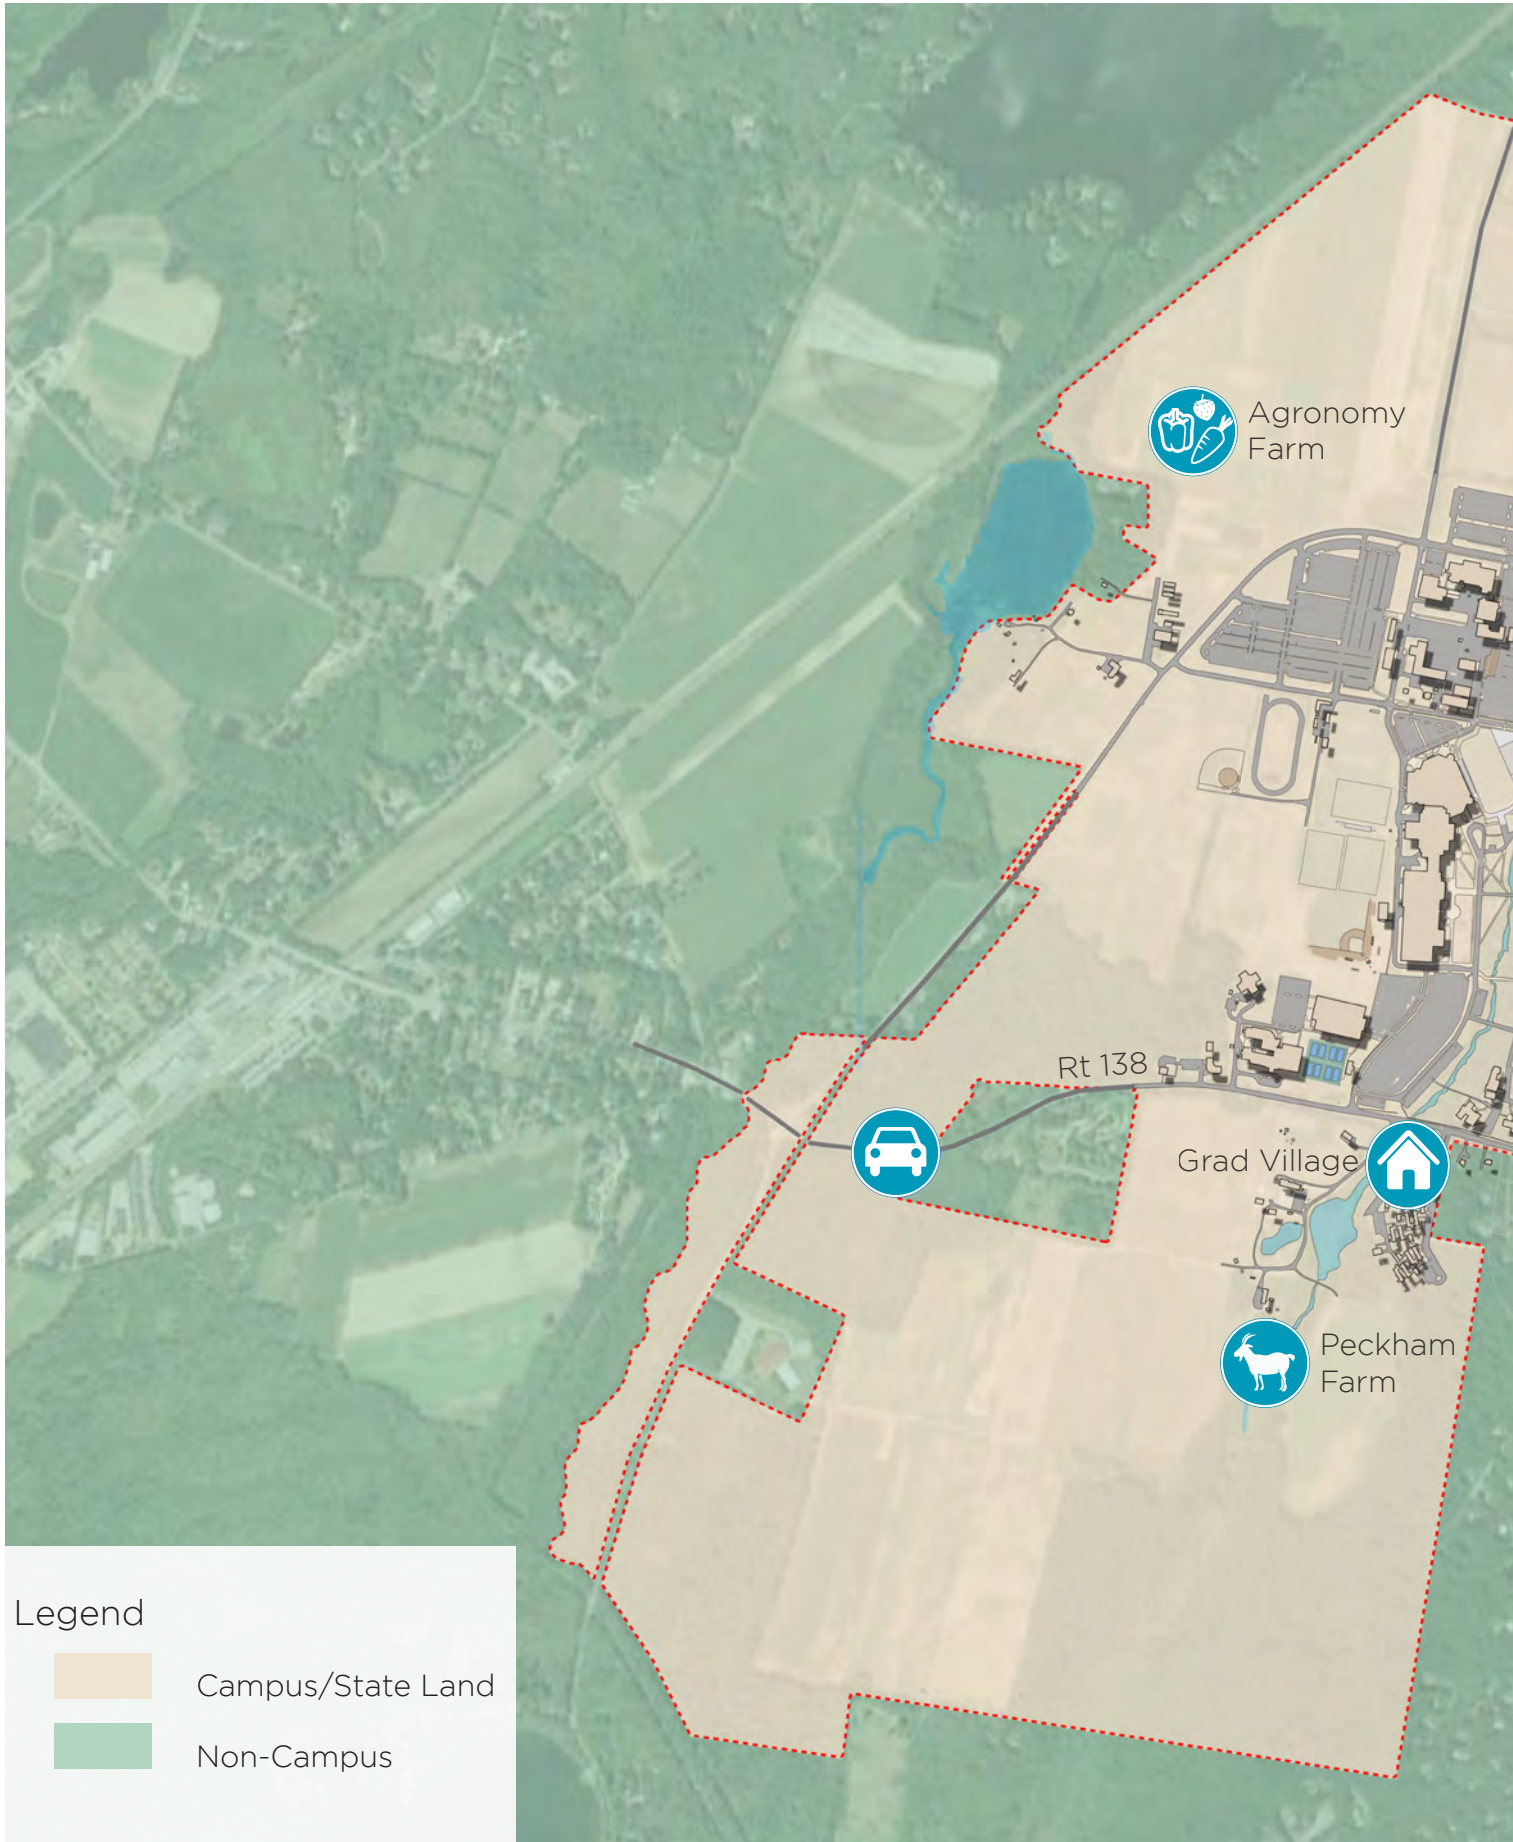 Agronomy
Farm
Rt 138
Grad Village
Peckham
Farm
Legend
Campus/State Land
Non-Campus